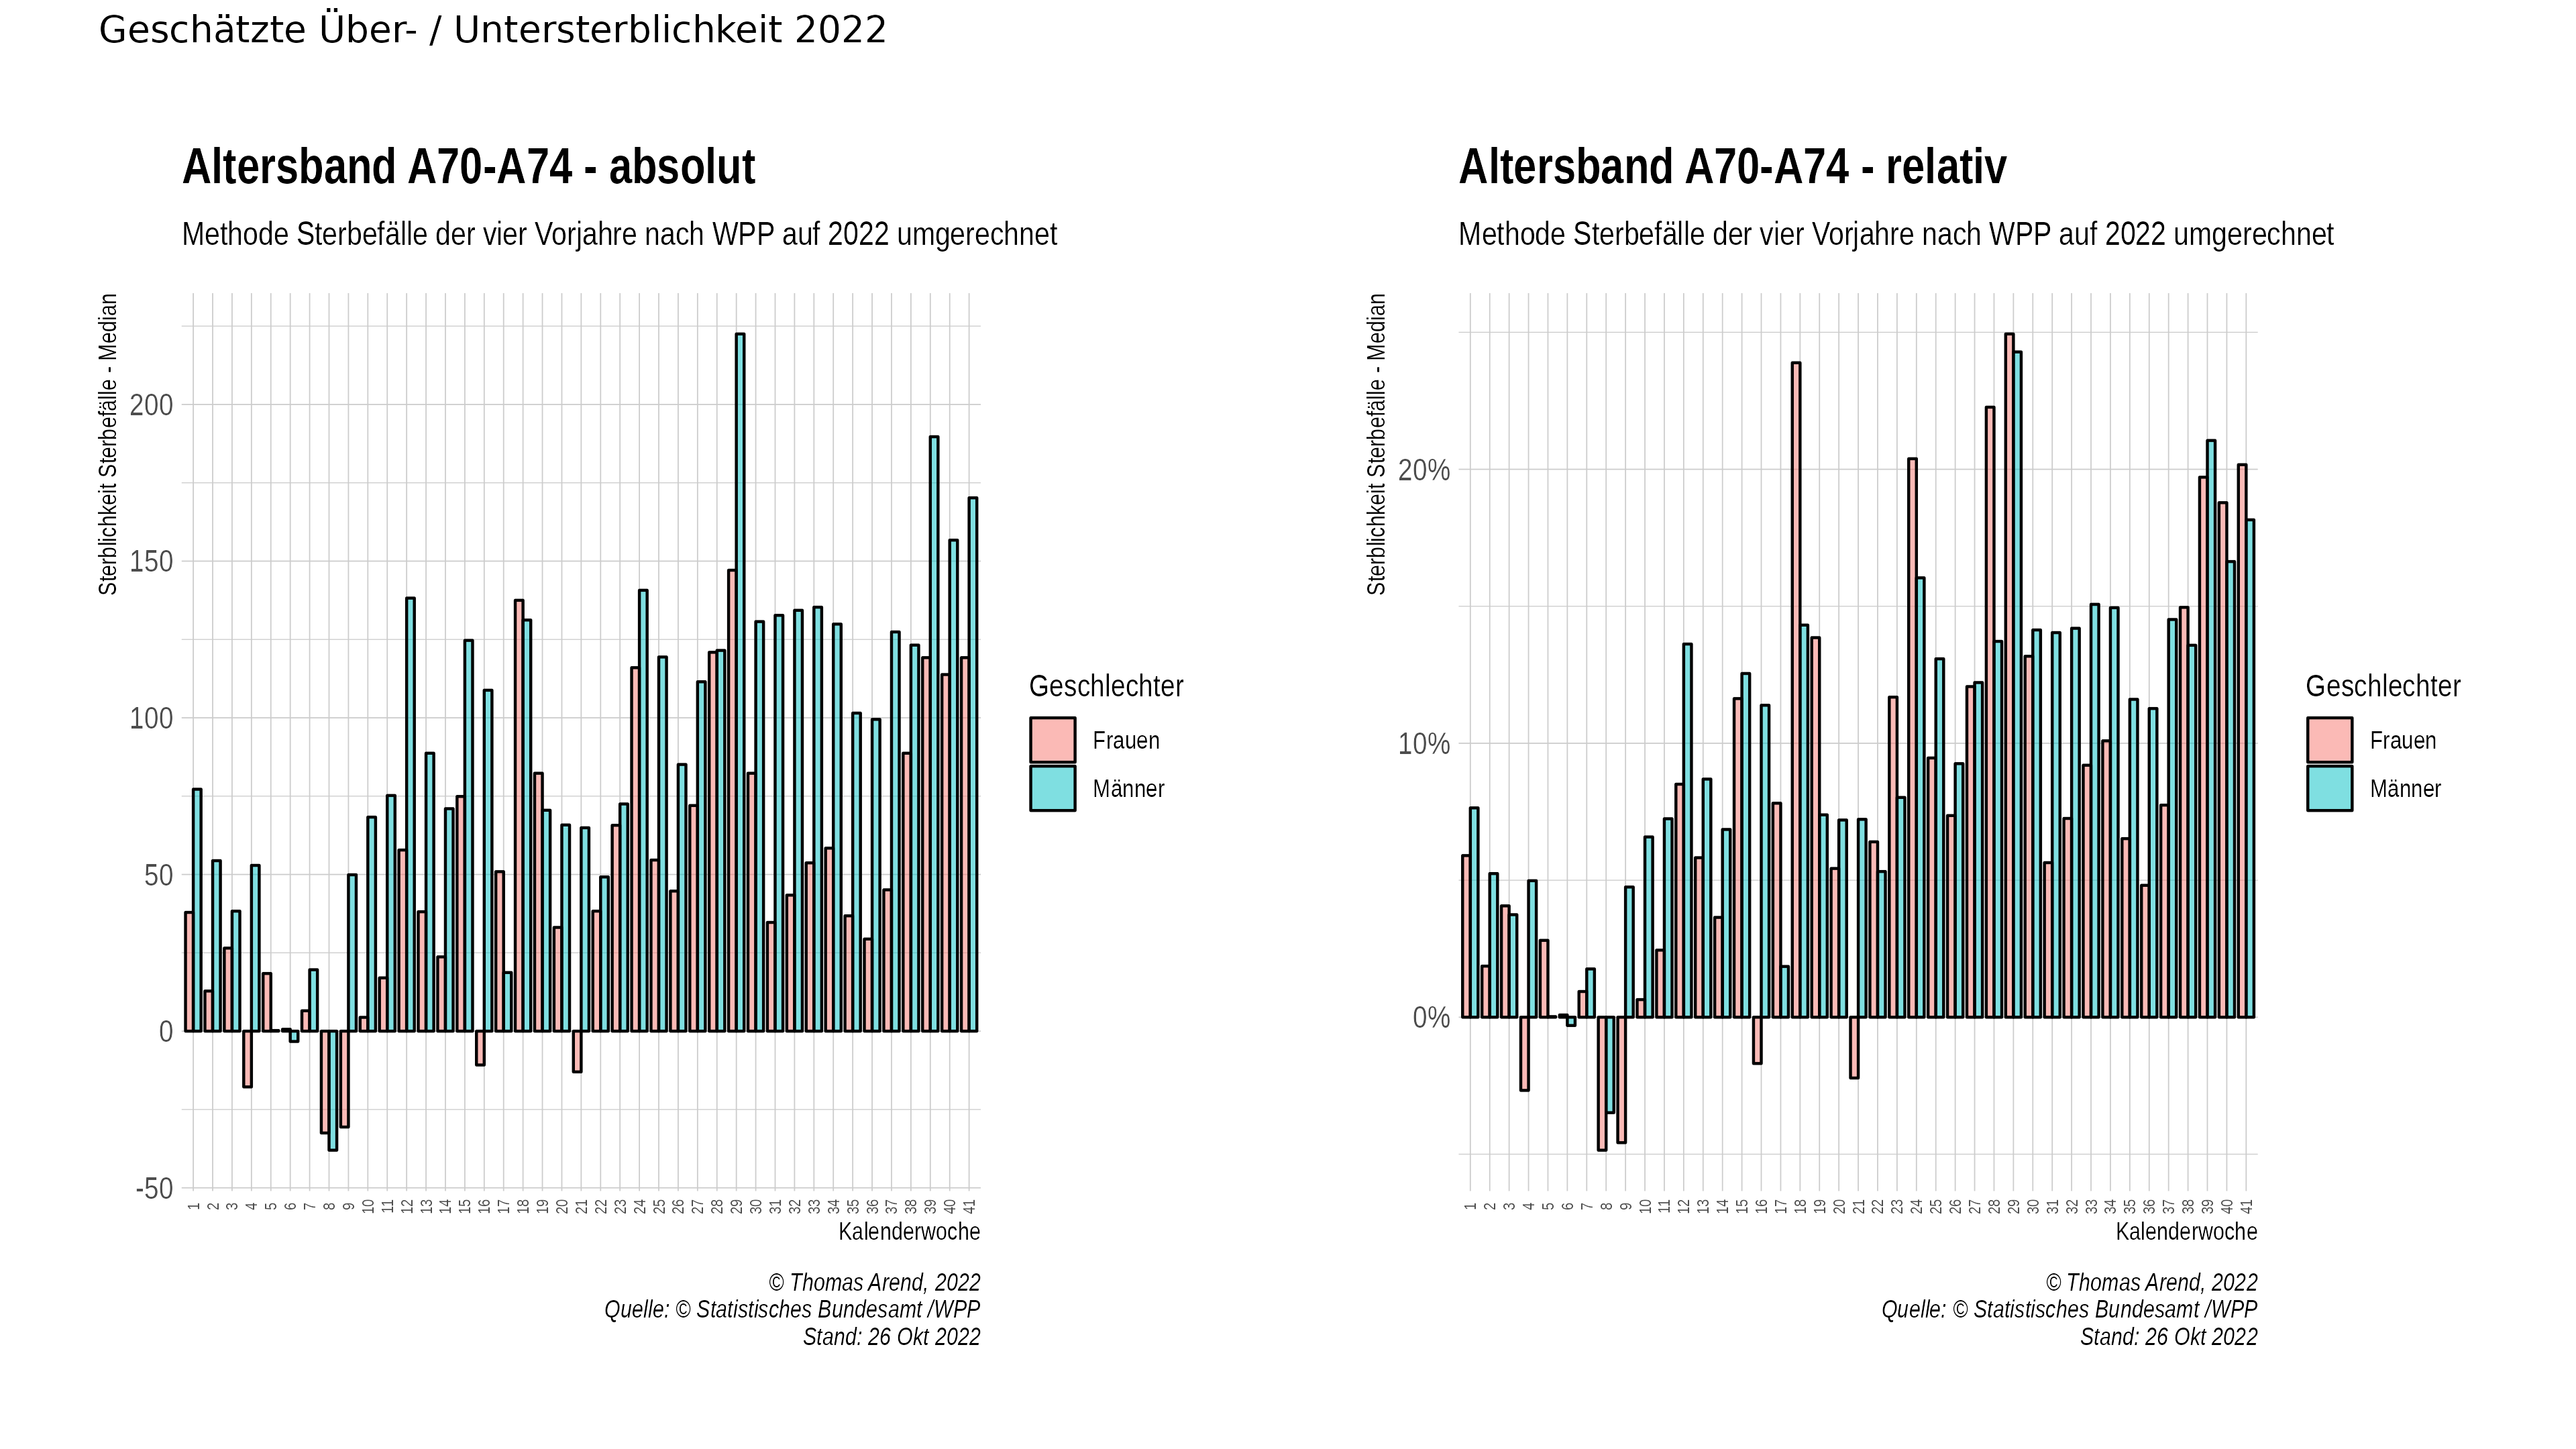 Geschätzte Über- / Untersterblichkeit 2022
Altersband A70-A74 - absolut
Methode Sterbefälle der vier Vorjahre nach WPP auf 2022 umgerechnet
Sterblichkeit Sterbefälle - Median
200
150
100
50
0
-50
1 2 3 4 5 6 7 8 9 10 11 12 13 14 15 16 17 18 19 20 21 22 23 24 25 26 27 28 29 30 31 32 33 34 35 36 37 38 39 40 41
Kalenderwoche
Geschlechter
Frauen
Männer
© Thomas Arend, 2022
Quelle: © Statistisches Bundesamt /WPP
Stand: 26 Okt 2022
Altersband A70-A74 - relativ
Methode Sterbefälle der vier Vorjahre nach WPP auf 2022 umgerechnet
Sterblichkeit Sterbefälle - Median
20%
10%
0%
1 2 3 4 5 6 7 8 9 10 11 12 13 14 15 16 17 18 19 20 21 22 23 24 25 26 27 28 29 30 31 32 33 34 35 36 37 38 39 40 41
Kalenderwoche
Geschlechter
Frauen
Männer
© Thomas Arend, 2022
Quelle: © Statistisches Bundesamt /WPP
Stand: 26 Okt 2022